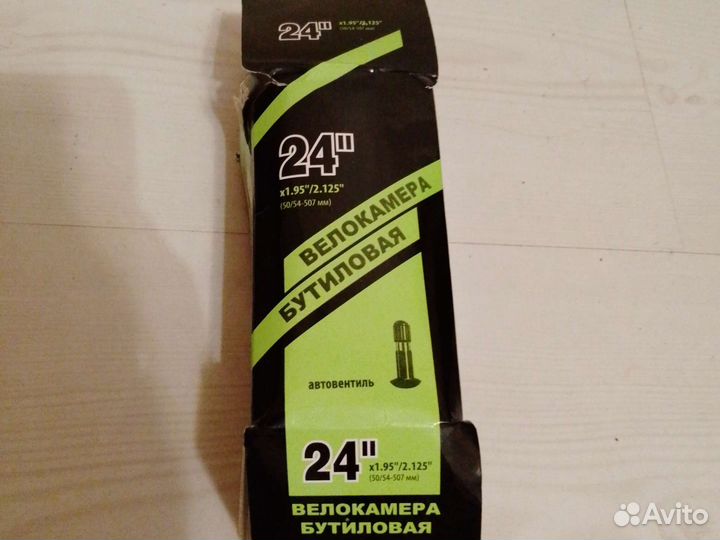 24"
x1.95"/2.125"
(50/54-507 мм)
24"
x1.95"/2.125"
(50/54-507 мм)
ВЕЛОКАМЕРА
БУТИЛОВАЯ
автовентиль
24"
x1.95"/2.125"
(50/54-507 мм)
ВЕЛОКАМЕРА
БУТИЛОВАЯ
Avito